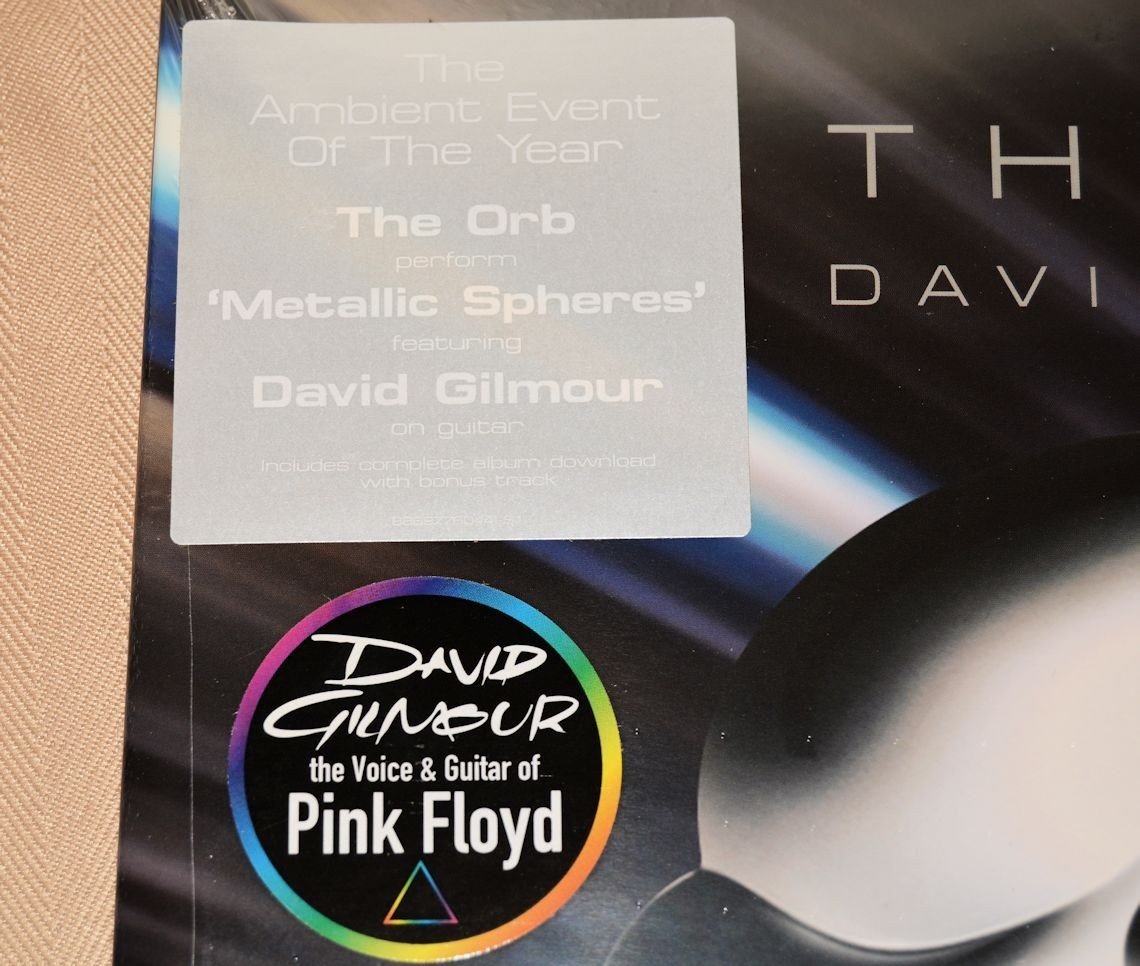 The
Ambient Event
Of The Year
The Orb
perform
‘Metallic Spheres’
featuring
David Gilmour
on guitar
Includes complete album download
with bonus track
TH
DAVI
DAVID
GILMOUR
the Voice & Guitar of
Pink Floyd